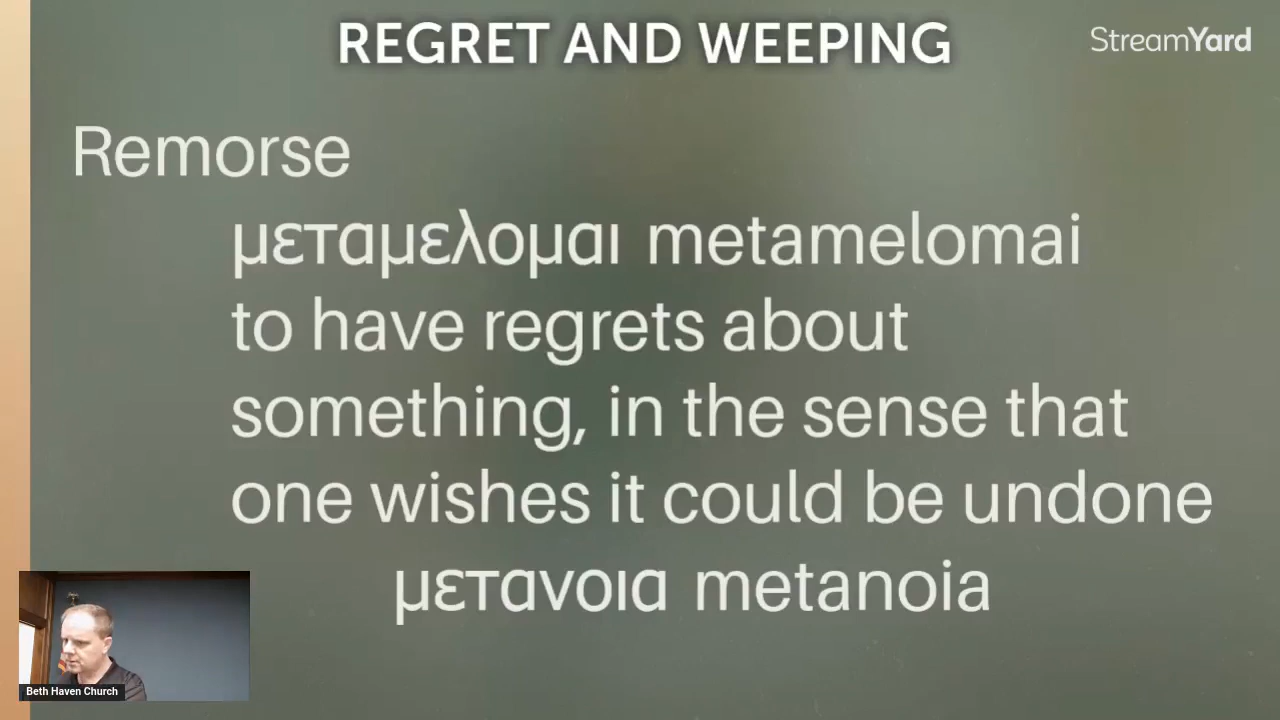 REGRET AND WEEPING
StreamYard
Remorse
μεταμελομαι metamelomai
to have regrets about
something, in the sense that
one wishes it could be undone
μετανοια metanoia
Beth Haven Church